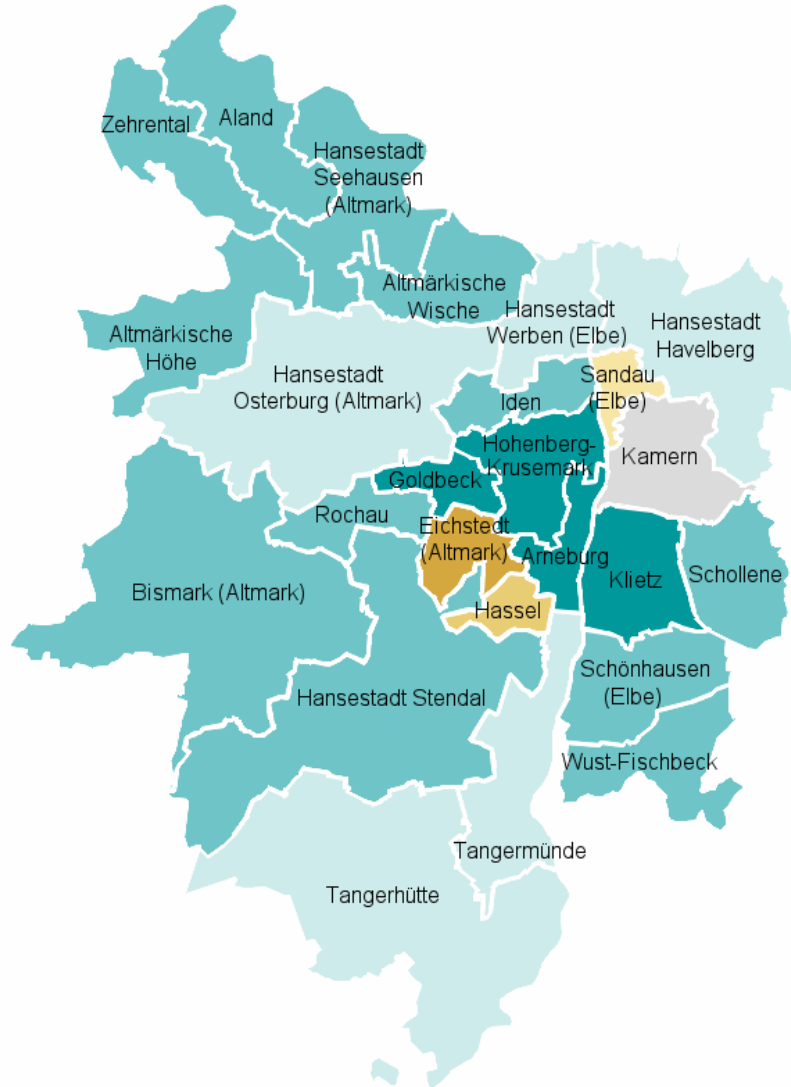 Zehrental
Aland
Hansestadt
Seehausen
(Altmark)
Altmärkische
Wische
Altmärkische
Höhe
Hansestadt
Werben (Elbe)
Hansestadt
Havelberg
Hansestadt
Osterburg (Altmark)
Sandau
(Elbe)
Iden
Hohenberg-
Krusemark
Kamern
Goldbeck
Rochau
Eichstedt
(Altmark)
Arneburg
Klietz
Schollene
Bismark (Altmark)
Hassel
Schönhausen
(Elbe)
Hansestadt Stendal
Wust-Fischbeck
Tangermünde
Tangerhütte